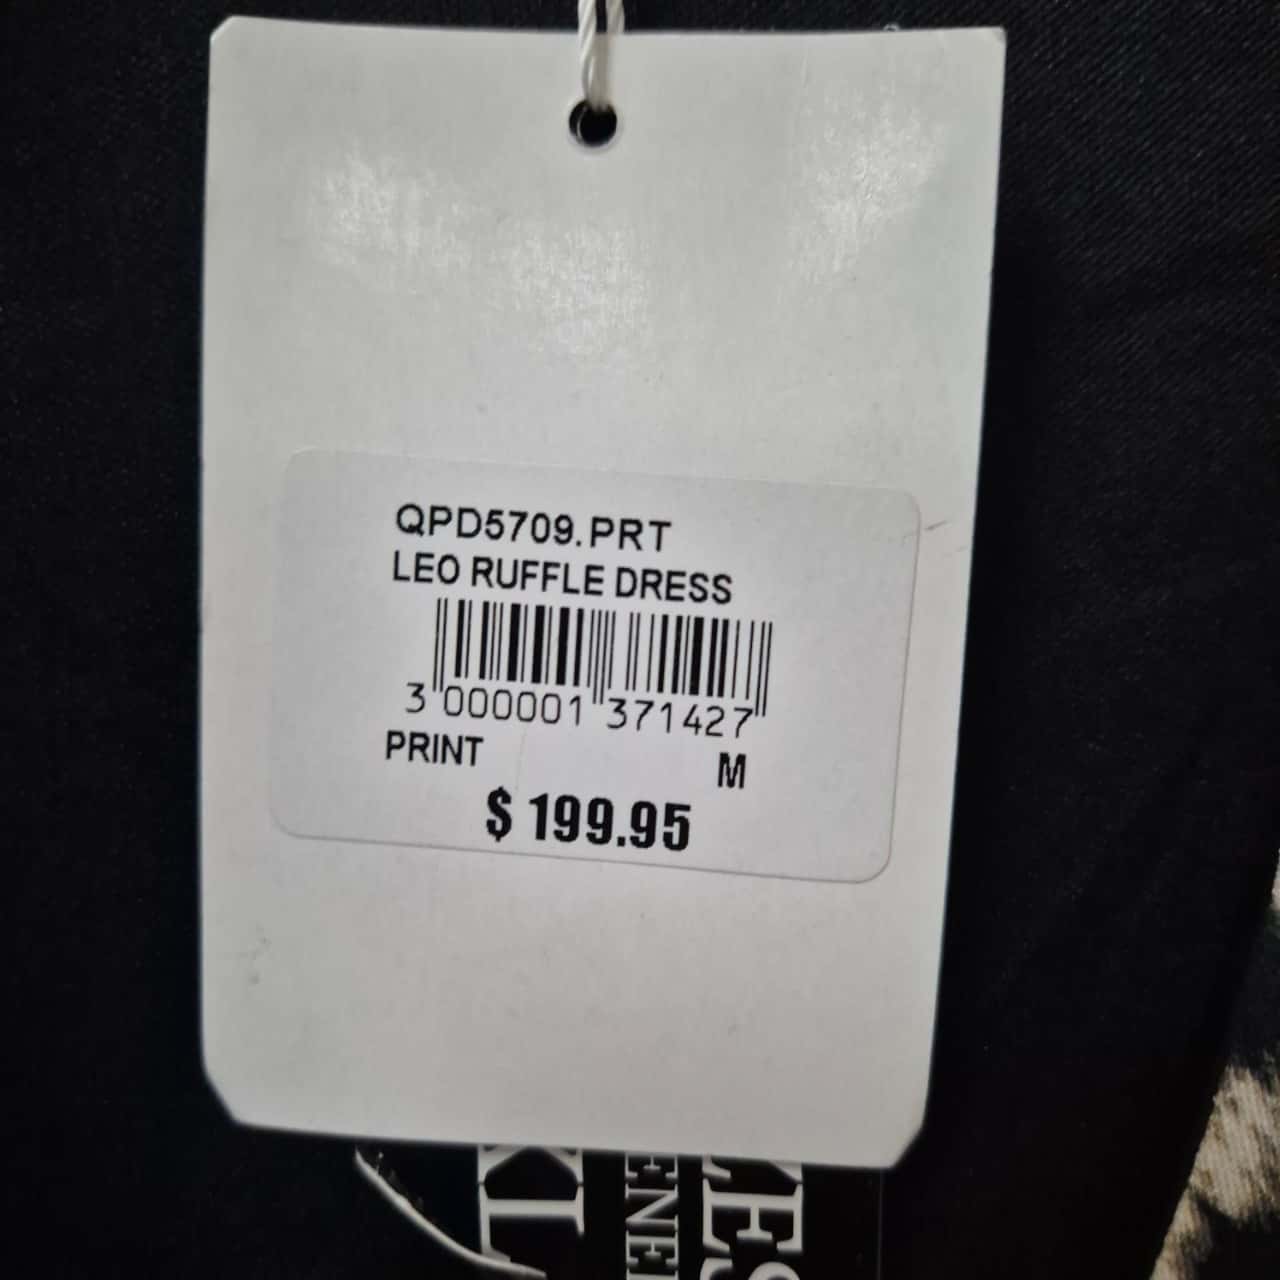 QPD5709.PRT
LEO RUFFLE DRESS
3 000001 371427
PRINT M
$ 199.95